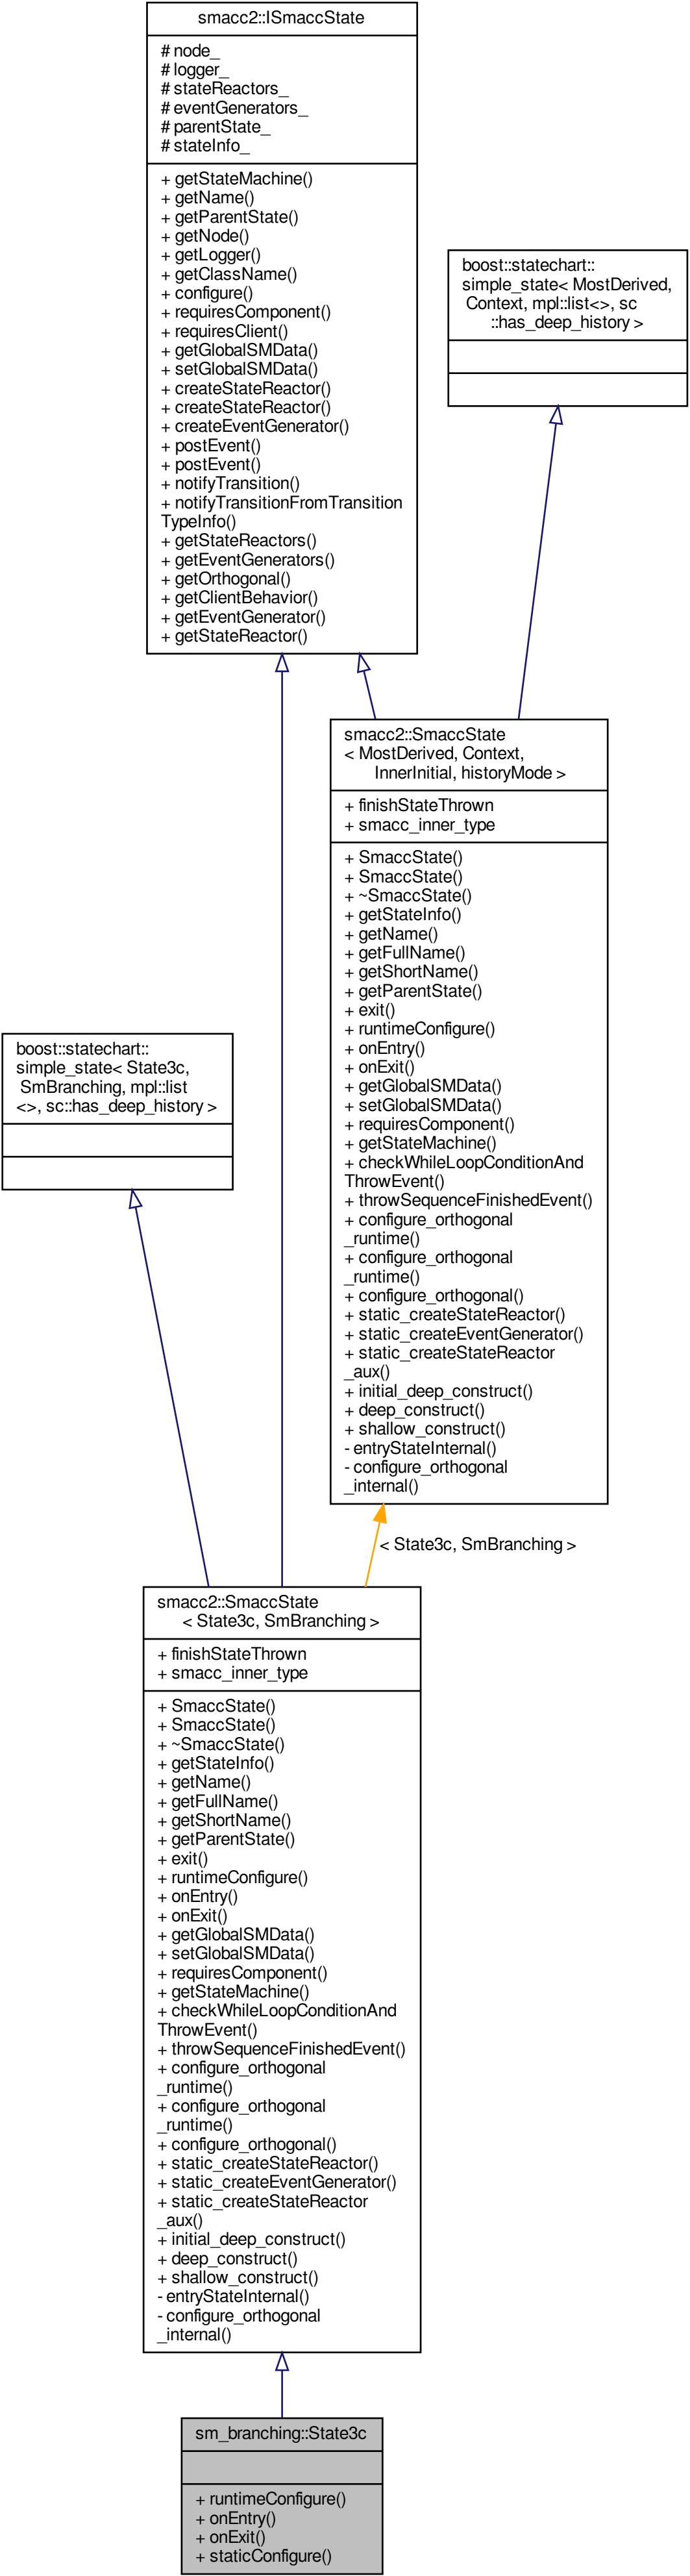 smacc2::ISmaccState
# node_
# logger_
# stateReactors_
# eventGenerators_
# parentState_
# stateInfo_
+ getStateMachine()
+ getName()
+ getParentState()
+ getNode()
+ getLogger()
+ getClassName()
+ configure()
+ requiresComponent()
+ requiresClient()
+ getGlobalSMData()
+ setGlobalSMData()
+ createStateReactor()
+ createStateReactor()
+ createEventGenerator()
+ postEvent()
+ postEvent()
+ notifyTransition()
+ notifyTransitionFromTransition
TypeInfo()
+ getStateReactors()
+ getEventGenerators()
+ getOrthogonal()
+ getClientBehavior()
+ getEventGenerator()
+ getStateReactor()
boost::statechart::
simple_state< MostDerived,
Context, mpl::list<>, sc
::has_deep_history >
smacc2::SmaccState
< MostDerived, Context,
InnerInitial, historyMode >
+ finishStateThrown
+ smacc_inner_type
+ SmaccState()
+ SmaccState()
+ ~SmaccState()
+ getStateInfo()
+ getName()
+ getFullName()
+ getShortName()
+ getParentState()
+ exit()
+ runtimeConfigure()
+ onEntry()
+ onExit()
+ getGlobalSMData()
+ setGlobalSMData()
+ requiresComponent()
+ getStateMachine()
+ checkWhileLoopConditionAnd
ThrowEvent()
+ throwSequenceFinishedEvent()
+ configure_orthogonal
_runtime()
+ configure_orthogonal
_runtime()
+ configure_orthogonal()
+ static_createStateReactor()
+ static_createEventGenerator()
+ static_createStateReactor
_aux()
+ initial_deep_construct()
+ deep_construct()
+ shallow_construct()
- entryStateInternal()
- configure_orthogonal
_internal()
boost::statechart::
simple_state< State3c,
SmBranching, mpl::list
<>, sc::has_deep_history >
< State3c, SmBranching >
smacc2::SmaccState
< State3c, SmBranching >
+ finishStateThrown
+ smacc_inner_type
+ SmaccState()
+ SmaccState()
+ ~SmaccState()
+ getStateInfo()
+ getName()
+ getFullName()
+ getShortName()
+ getParentState()
+ exit()
+ runtimeConfigure()
+ onEntry()
+ onExit()
+ getGlobalSMData()
+ setGlobalSMData()
+ requiresComponent()
+ getStateMachine()
+ checkWhileLoopConditionAnd
ThrowEvent()
+ throwSequenceFinishedEvent()
+ configure_orthogonal
_runtime()
+ configure_orthogonal
_runtime()
+ configure_orthogonal()
+ static_createStateReactor()
+ static_createEventGenerator()
+ static_createStateReactor
_aux()
+ initial_deep_construct()
+ deep_construct()
+ shallow_construct()
- entryStateInternal()
- configure_orthogonal
_internal()
sm_branching::State3c
+ runtimeConfigure()
+ onEntry()
+ onExit()
+ staticConfigure()